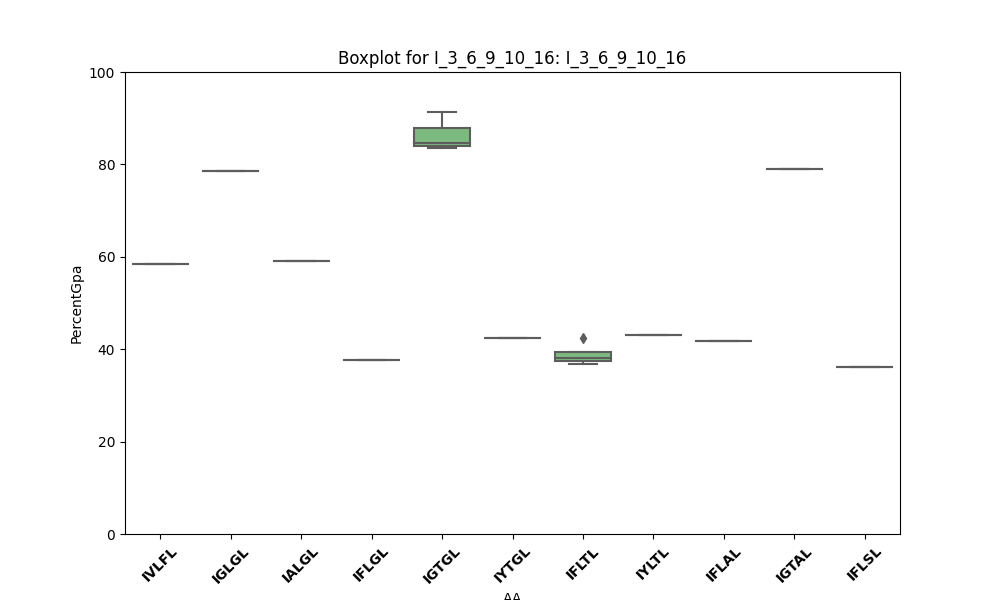 Boxplot for I_3_6_9_10_16: I_3_6_9_10_16
100
80
60
40
20
0
PercentGpa
IVLFL
IGLGL
IALGL
IFLGL
IGTGL
IYTGL
IFLTL
IYLTL
IFLAL
IGTAL
IFLSL
AA